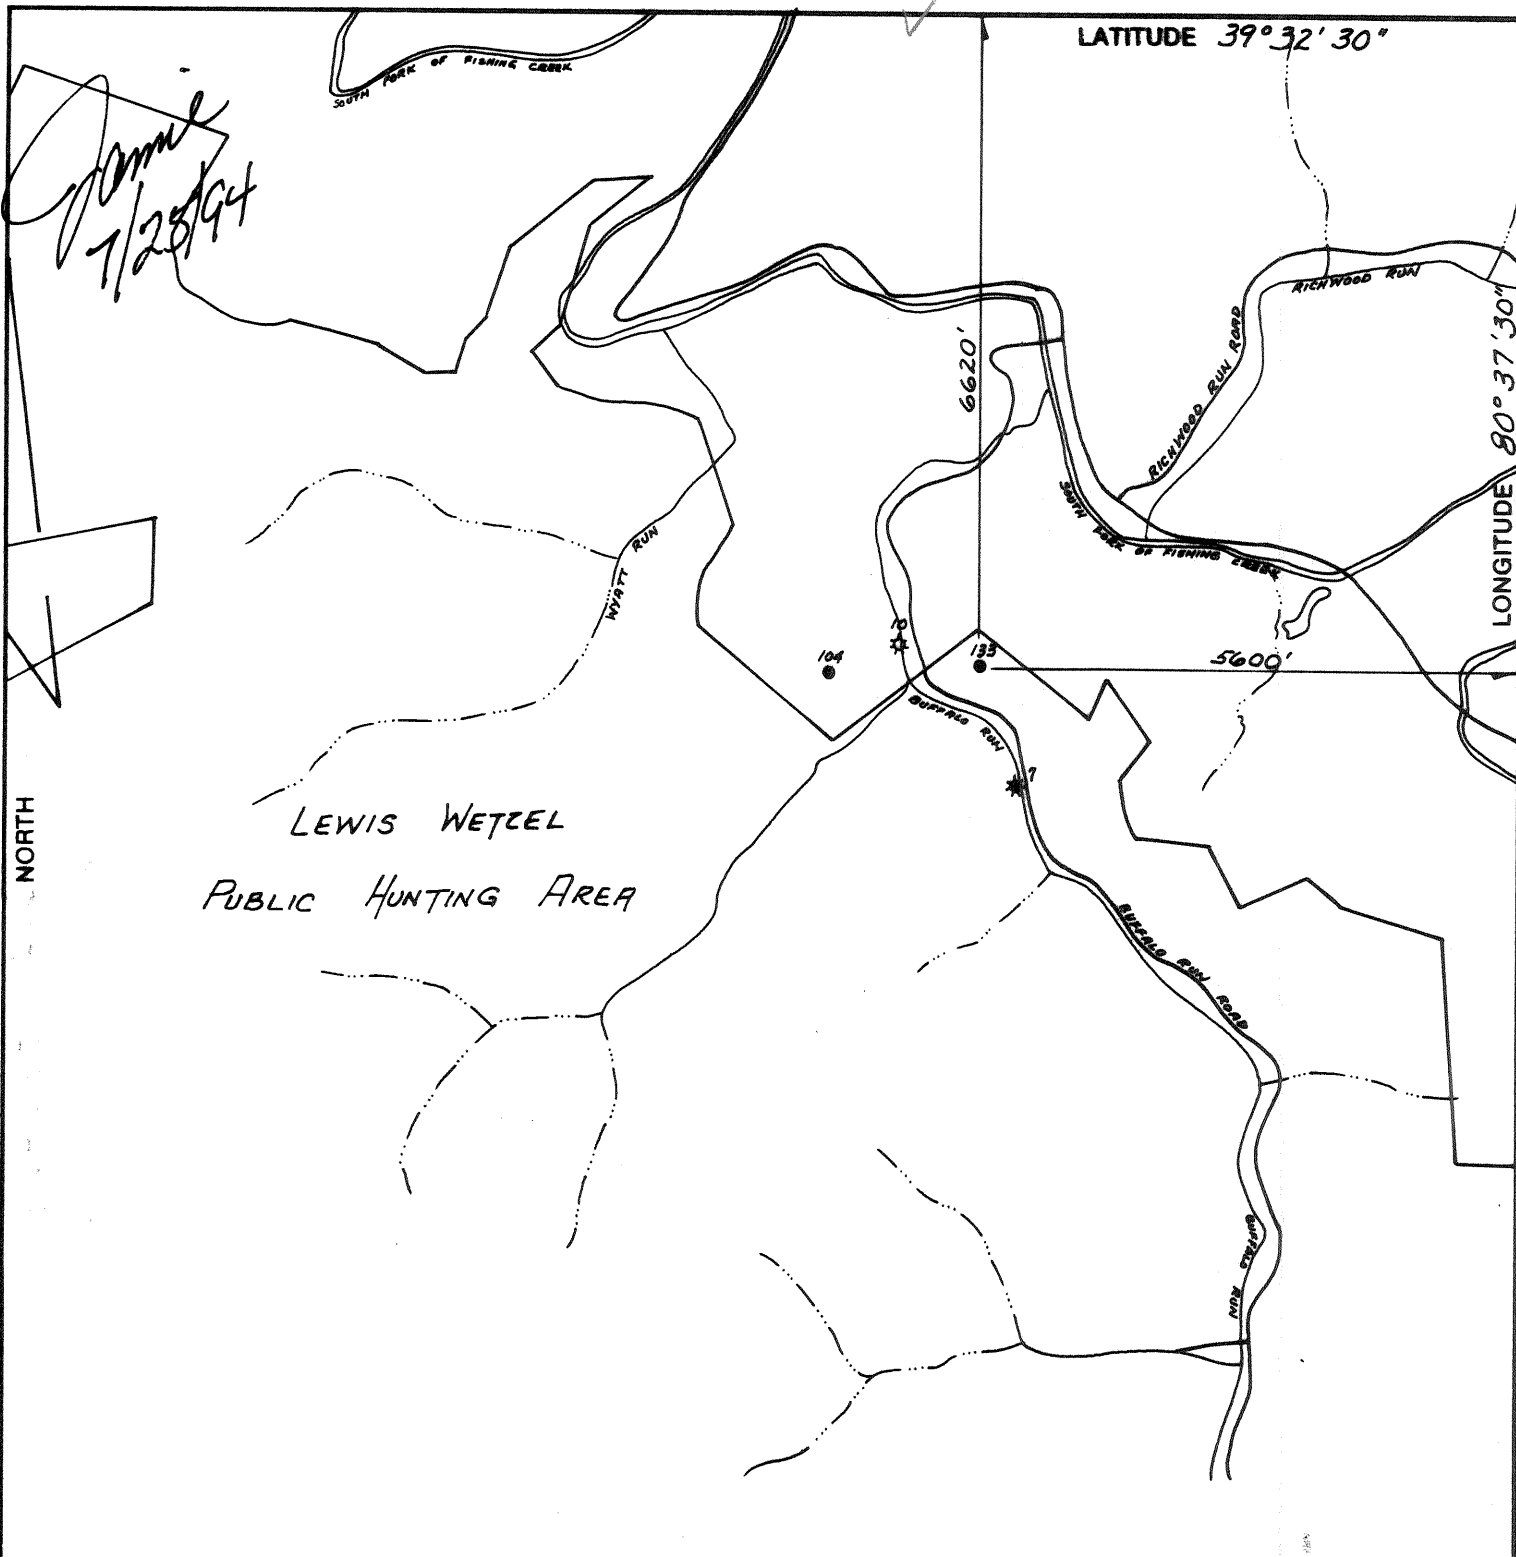 LATITUDE 39°32'30"
SOUTH FORK OF FISHING CREEK
Jamie
7/28/94
RICHWOOD RUN
LONGITUDE 80°37'30"
6620'
RICHWOOD RUN ROAD
SOUTH FORK OF FISHING CREEK
WYATT RUN
10
104
133
5600'
BUFFALO RUN
7
NORTH
LEWIS WETZEL
PUBLIC HUNTING AREA
BUFFALO RUN ROAD
BUFFALO RUN